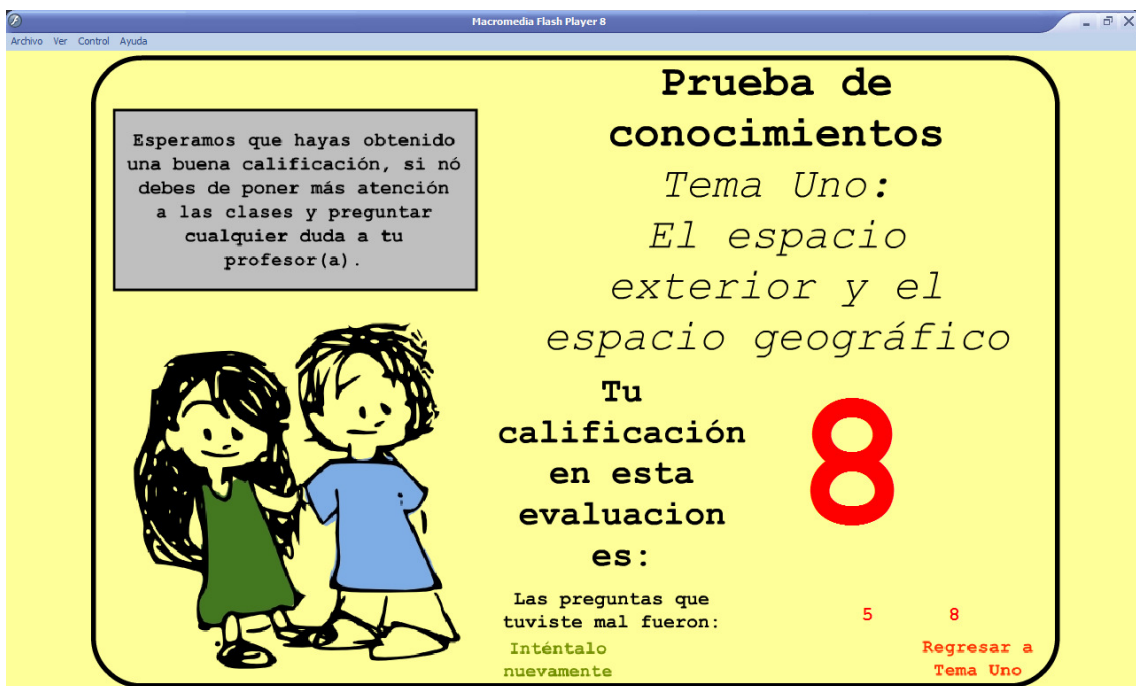 Macromedia Flash Player 8
Archivo Ver Control Ayuda
Esperamos que hayas obtenido
una buena calificación, si nó
debes de poner más atención
a las clases y preguntar
cualquier duda a tu
profesor(a).
Prueba de
conocimientos
Tema Uno:
El espacio
exterior y el
espacio geográfico
Tu
calificación
en esta
evaluacion
es:
8
Las preguntas que
tuviste mal fueron:
5 8
Inténtalo
nuevamente
Regresar a
Tema Uno